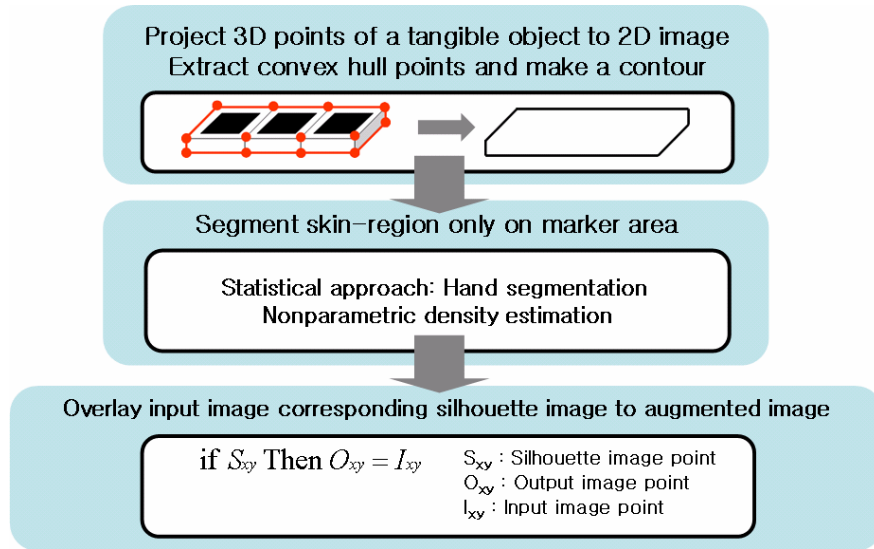 Project 3D points of a tangible object to 2D image
Extract convex hull points and make a contour
Segment skin-region only on marker area
Statistical approach: Hand segmentation
Nonparametric density estimation
Overlay input image corresponding silhouette image to augmented image
if Sxy Then Oxy = Ixy
Sxy : Silhouette image point
Oxy : Output image point
Ixy : Input image point